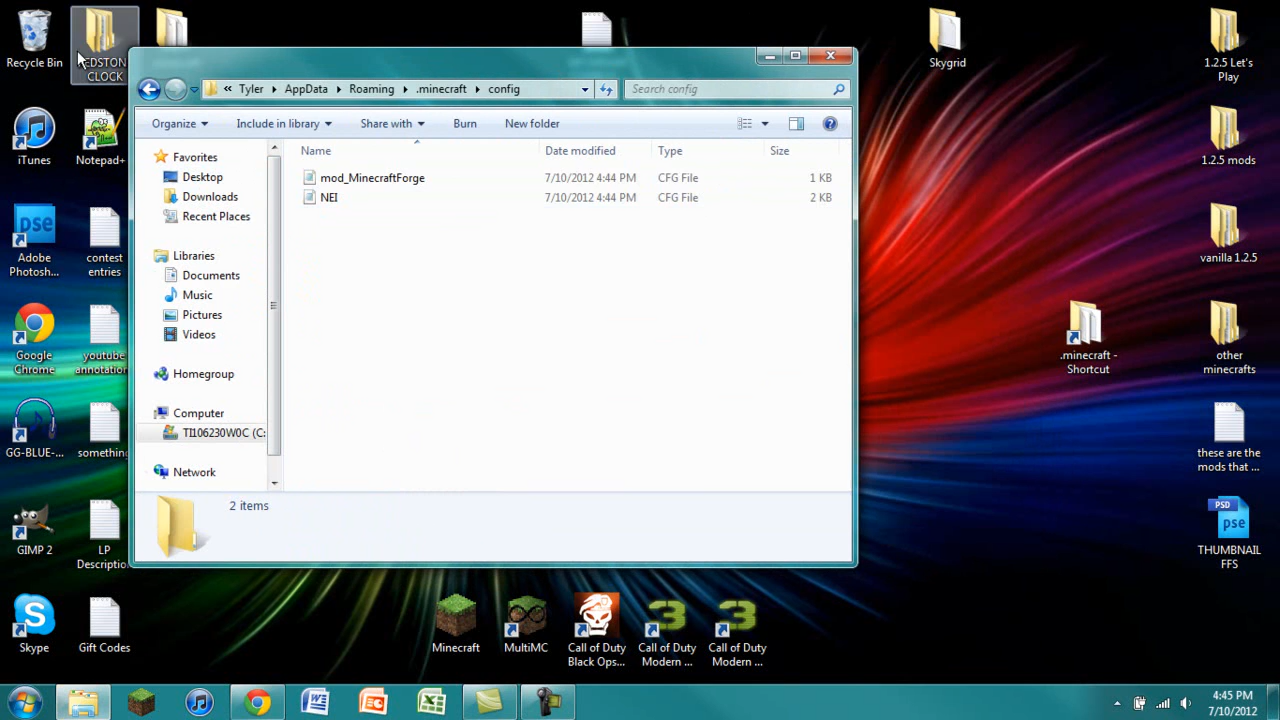 Recycle Bin
CLOCK
Skygrid
1.2.5 Let's
Play
Tyler
AppData
Roaming
.minecraft
config
Search config
Organize
Include in library
Share with
Burn
New folder
Name
Date modified
Type
Size
mod_MinecraftForge
7/10/2012 4:44 PM
CFG File
1 KB
NEI
7/10/2012 4:44 PM
CFG File
2 KB
Favorites
Desktop
Downloads
Recent Places
Libraries
Documents
Music
Pictures
Videos
Homegroup
Computer
TI106230W0C (C:
Network
2 items
iTunes
Notepad+
pse
Adobe
Photosh...
contest
entries
Google
Chrome
youtube
annotation
GG-BLUE-...
something
GIMP 2
LP
Descriptio
Skype
Gift Codes
1.2.5 mods
vanilla 1.2.5
.minecraft -
Shortcut
other
minecrafts
these are the
mods that ...
PSD
pse
THUMBNAIL
FFS
Minecraft
MultiMC
Call of Duty
Black Ops...
3
Call of Duty
Modern ...
3
Call of Duty
Modern ...
4:45 PM
7/10/2012